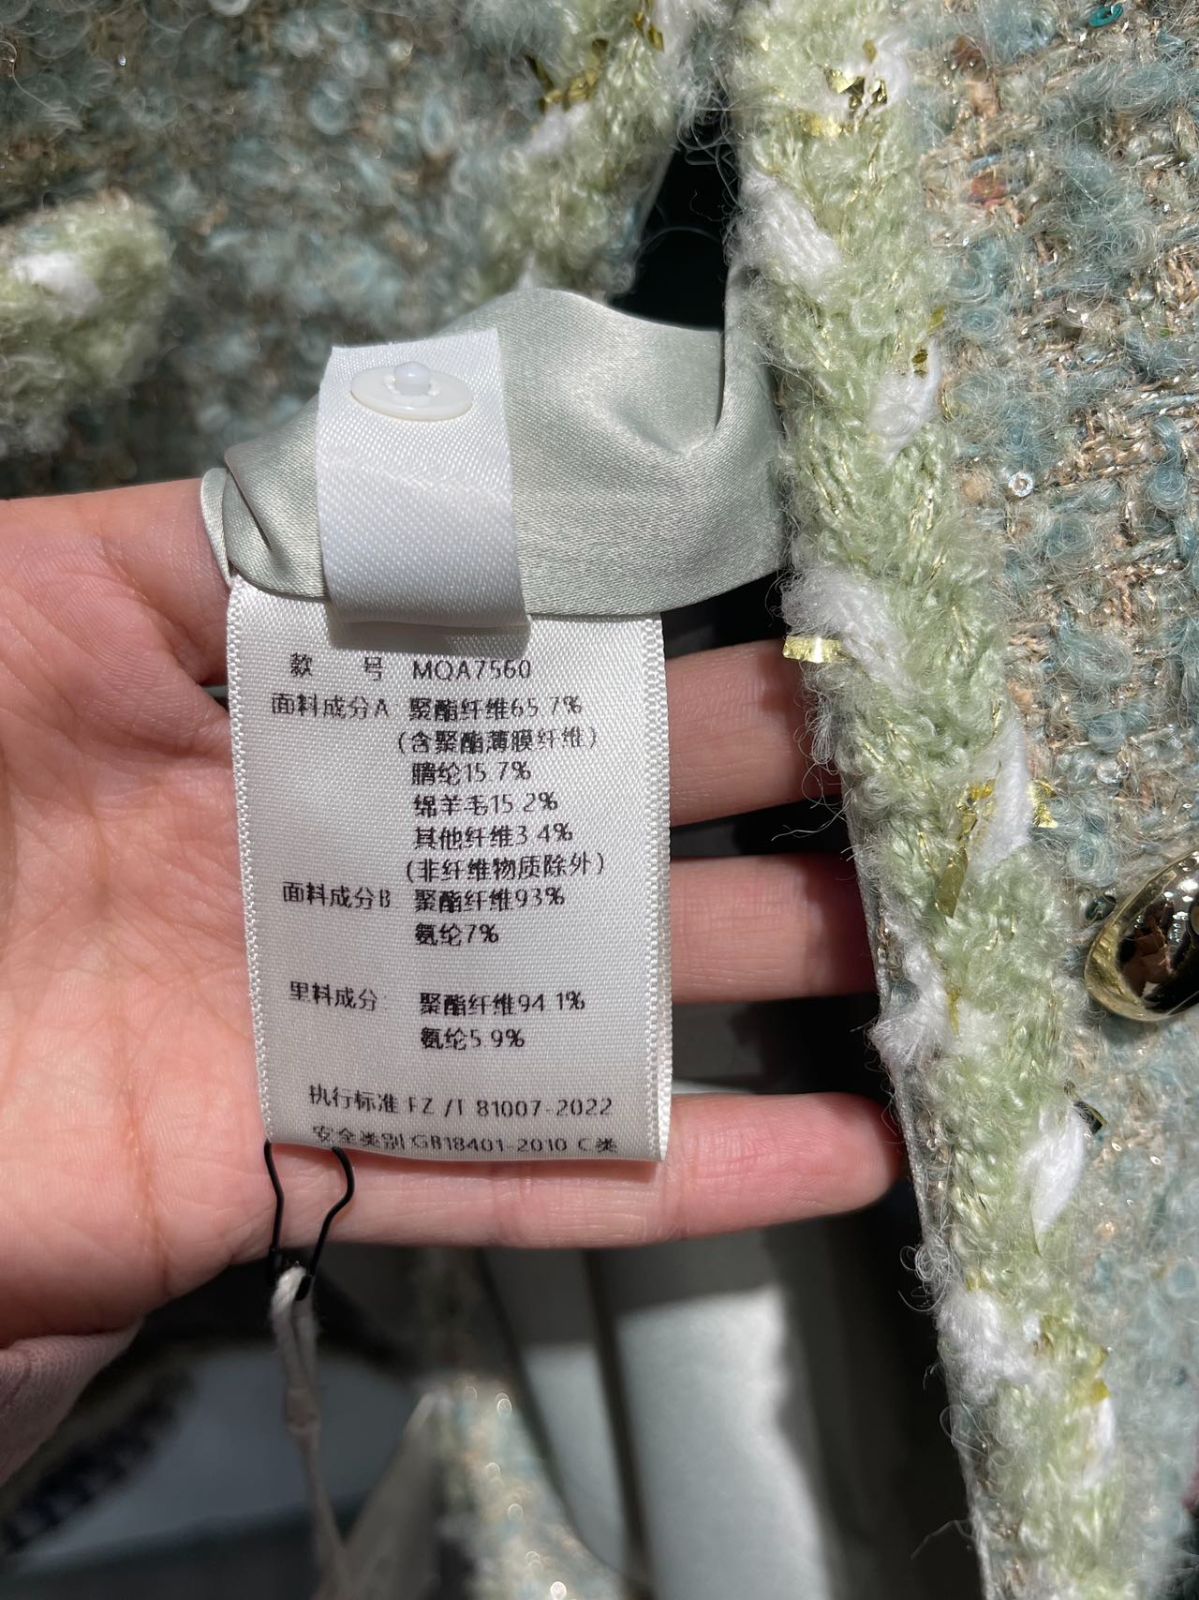 款 号 MQA7560
面料成分A 聚酯纤维65.7%
(含聚酯薄膜纤维)
腈纶15.7%
绵羊毛15.2%
其他纤维3.4%
(非纤维物质除外)
面料成分B 聚酯纤维93%
氨纶7%
里料成分: 聚酯纤维94.1%
氨纶5.9%
执行标准 FZ/T 81007-2022
安全类别 GB18401-2010 C类